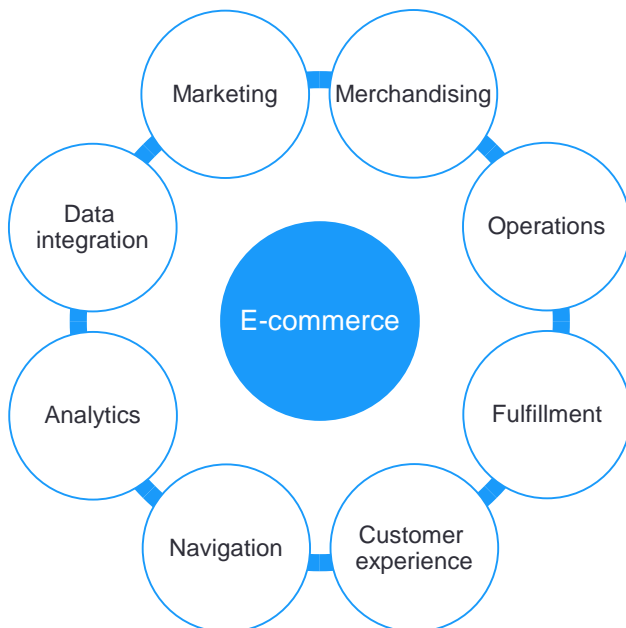 Marketing
Merchandising
Data
integration
Operations
E-commerce
Analytics
Fulfillment
Navigation
Customer
experience